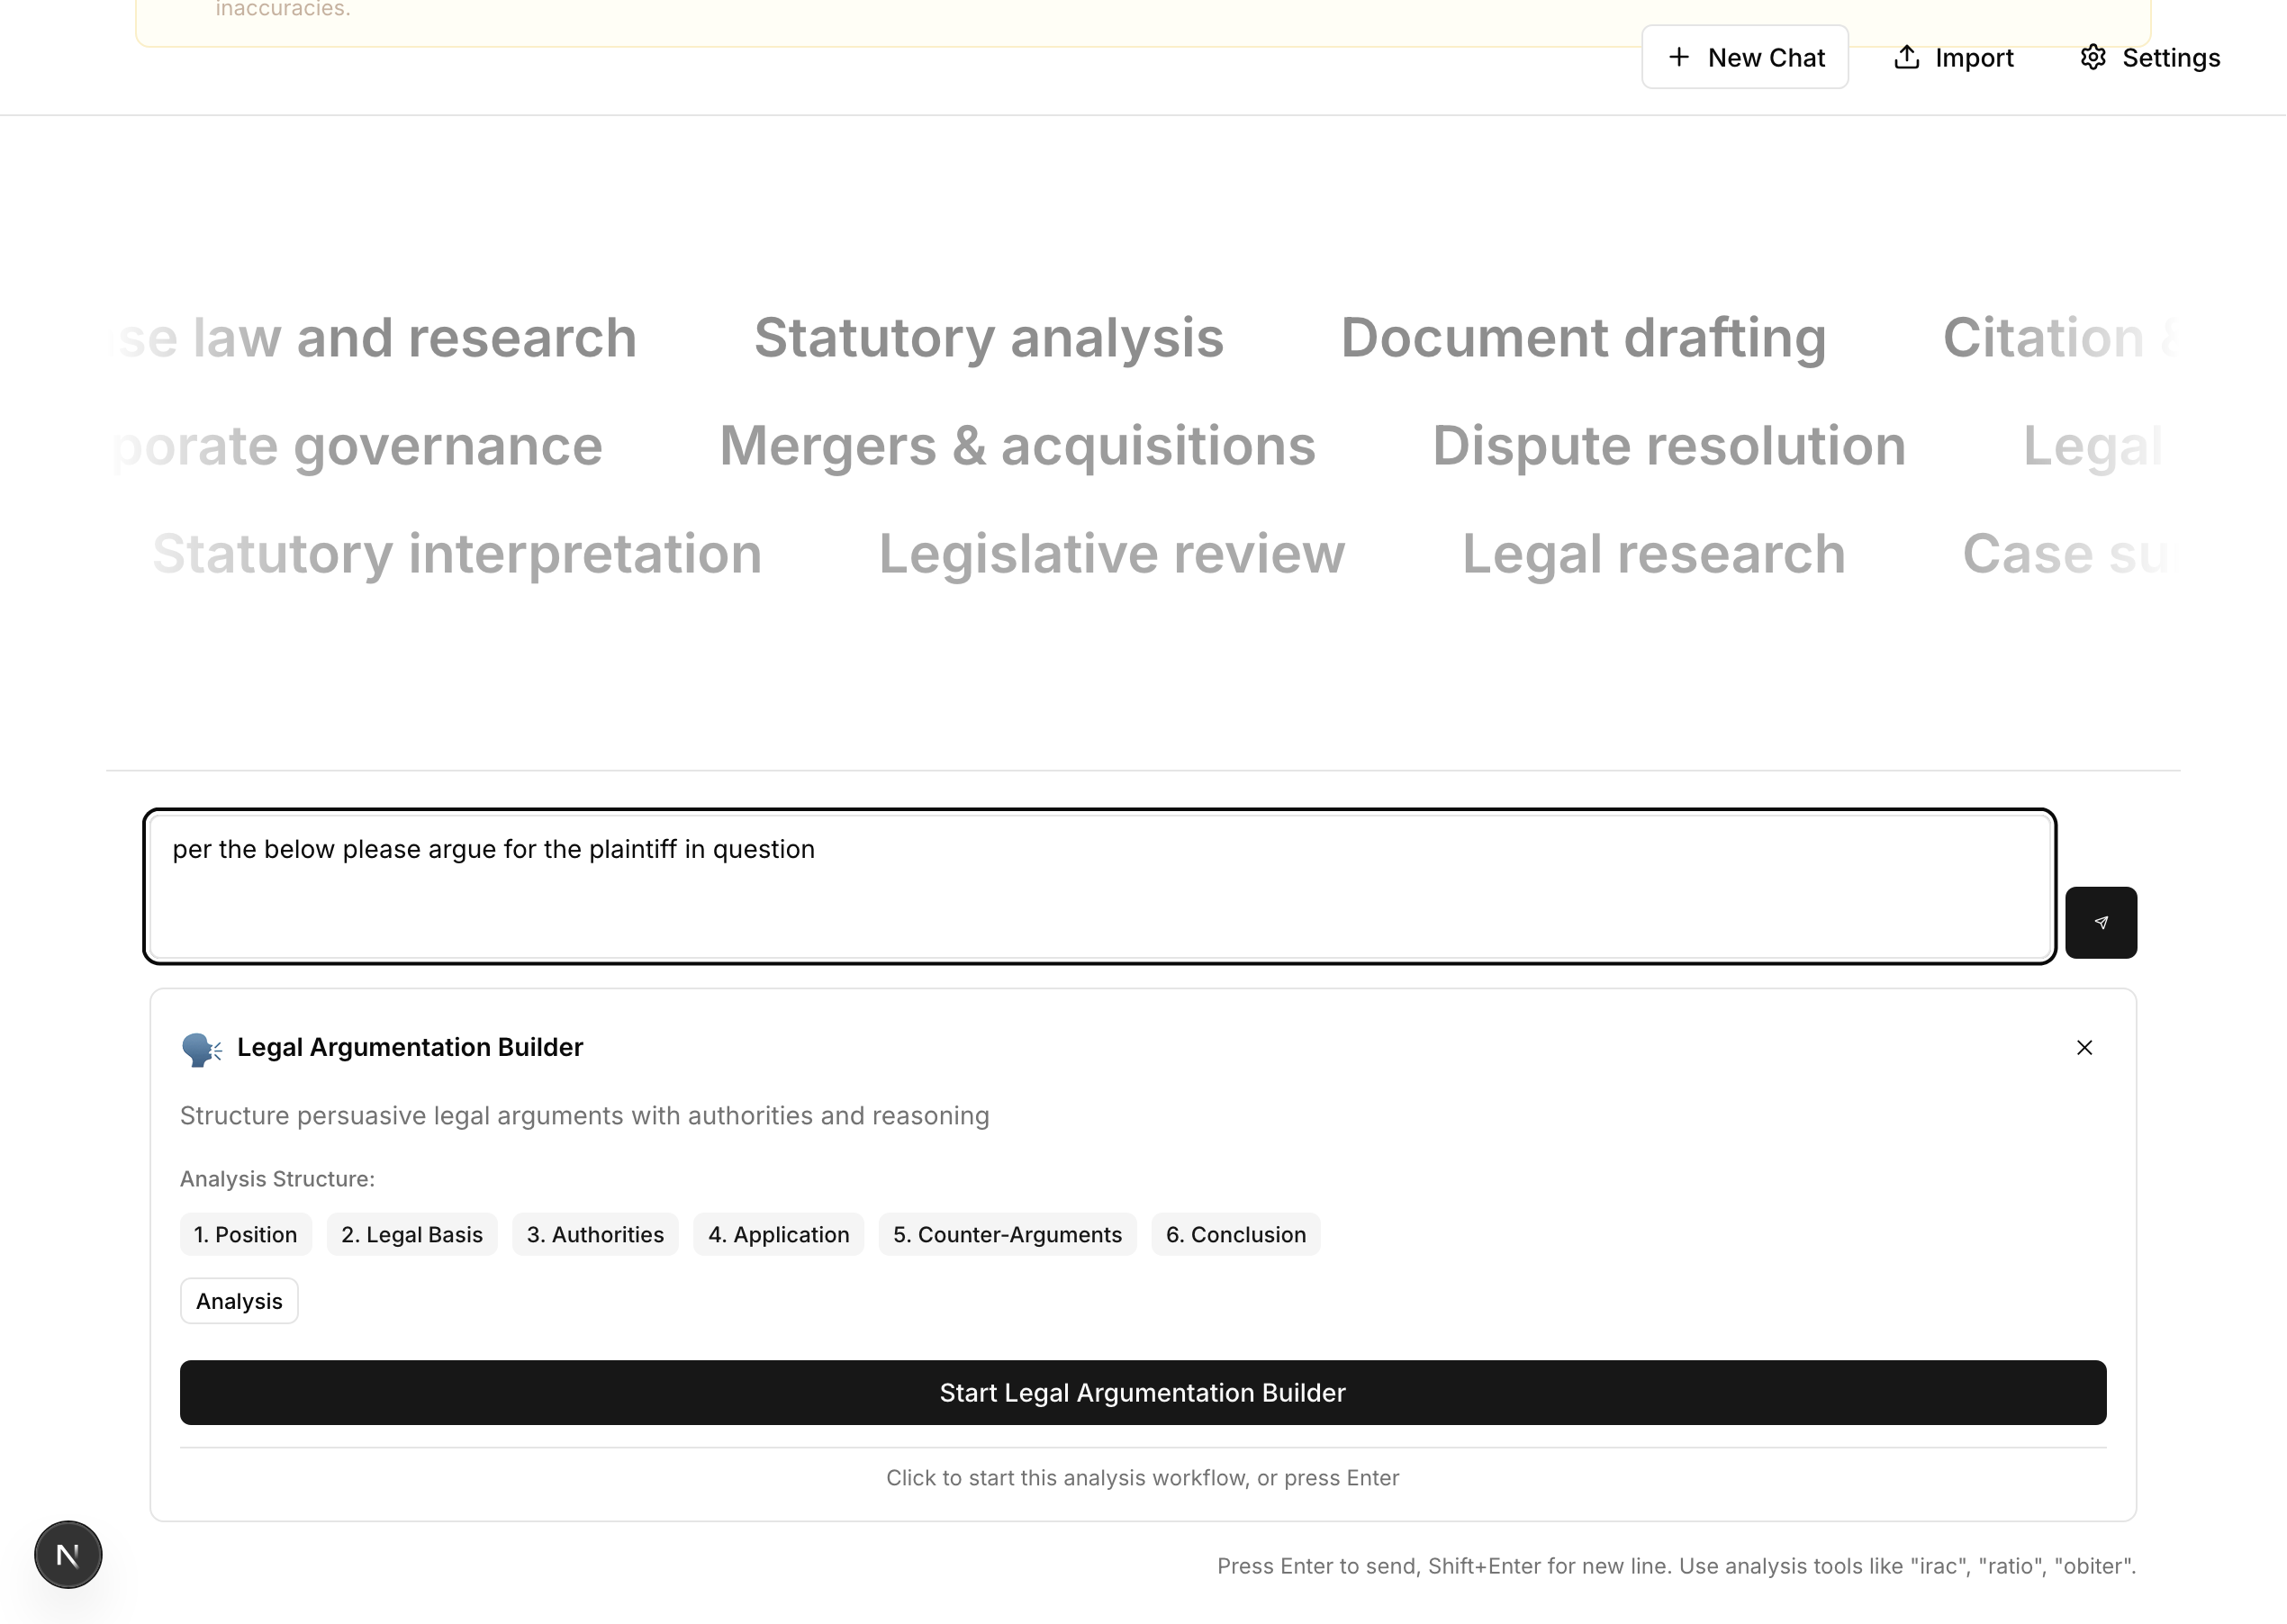 inaccuracies.
New Chat
Import
Settings
se law and research
Statutory analysis
Document drafting
Citation &
porate governance
Mergers & acquisitions
Dispute resolution
Legal
Statutory interpretation
Legislative review
Legal research
Case su
per the below please argue for the plaintiff in question
Legal Argumentation Builder
Structure persuasive legal arguments with authorities and reasoning
Analysis Structure:
1. Position
2. Legal Basis
3. Authorities
4. Application
5. Counter-Arguments
6. Conclusion
Analysis
Start Legal Argumentation Builder
Click to start this analysis workflow, or press Enter
N
Press Enter to send, Shift+Enter for new line. Use analysis tools like "irac", "ratio", "obiter".